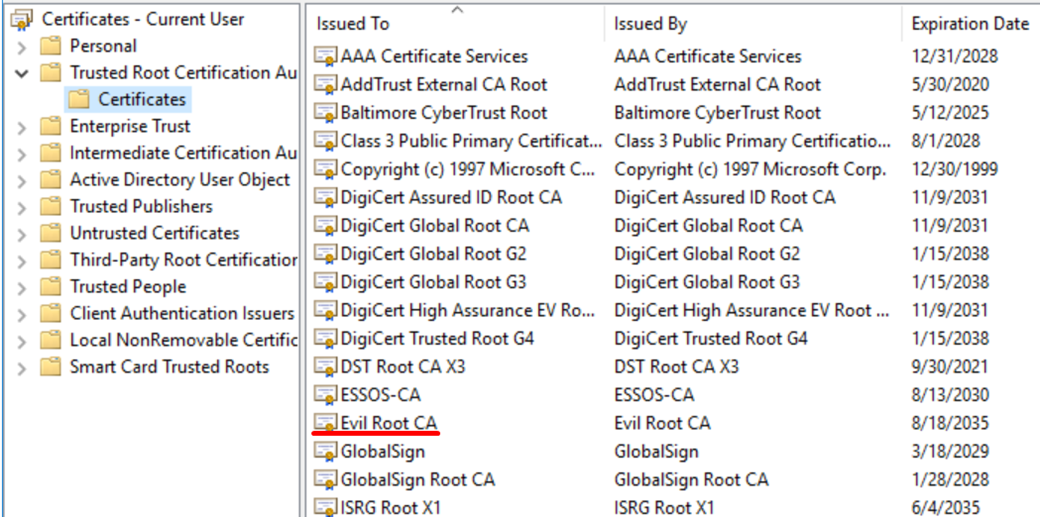 Certificates - Current User
Personal
Trusted Root Certification Au
Certificates
Enterprise Trust
Intermediate Certification Au
Active Directory User Object
Trusted Publishers
Untrusted Certificates
Third-Party Root Certification
Trusted People
Client Authentication Issuers
Local NonRemovable Certific
Smart Card Trusted Roots
Issued To Issued By Expiration Date
AAA Certificate Services AAA Certificate Services 12/31/2028
AddTrust External CA Root AddTrust External CA Root 5/30/2020
Baltimore CyberTrust Root Baltimore CyberTrust Root 5/12/2025
Class 3 Public Primary Certificat... Class 3 Public Primary Certificatio... 8/1/2028
Copyright (c) 1997 Microsoft C... Copyright (c) 1997 Microsoft Corp. 12/30/1999
DigiCert Assured ID Root CA DigiCert Assured ID Root CA 11/9/2031
DigiCert Global Root CA DigiCert Global Root CA 11/9/2031
DigiCert Global Root G2 DigiCert Global Root G2 1/15/2038
DigiCert Global Root G3 DigiCert Global Root G3 1/15/2038
DigiCert High Assurance EV Ro... DigiCert High Assurance EV Root ... 11/9/2031
DigiCert Trusted Root G4 DigiCert Trusted Root G4 1/15/2038
DST Root CA X3 DST Root CA X3 9/30/2021
ESSOS-CA ESSOS-CA 8/13/2030
Evil Root CA Evil Root CA 8/18/2035
GlobalSign GlobalSign 3/18/2029
GlobalSign Root CA GlobalSign Root CA 1/28/2028
ISRG Root X1 ISRG Root X1 6/4/2035